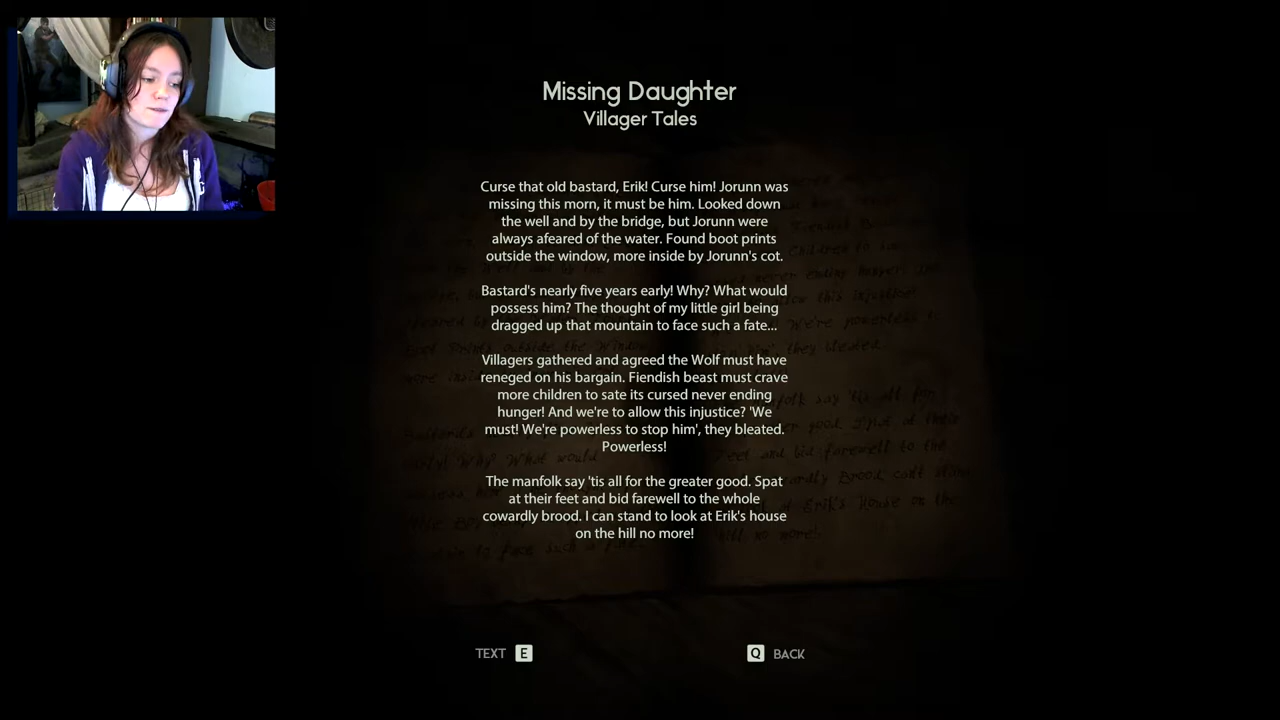 Missing Daughter
Villager Tales
Curse that old bastard, Erik! Curse him! Jorunn was
missing this morn, it must be him. Looked down
the well and by the bridge, but Jorunn were
always afeared of the water. Found boot prints
outside the window, more inside by Jorunn's cot.
Bastard's nearly five years early! Why? What would
possess him? The thought of my little girl being
dragged up that mountain to face such a fate...
Villagers gathered and agreed the Wolf must have
reneged on his bargain. Fiendish beast must crave
more children to sate its cursed never ending
hunger! And we're to allow this injustice? 'We
must! We're powerless to stop him', they bleated.
Powerless!
The manfolk say 'tis all for the greater good. Spat
at their feet and bid farewell to the whole
cowardly brood. I can stand to look at Erik's house
on the hill no more!
TEXT E
Q BACK